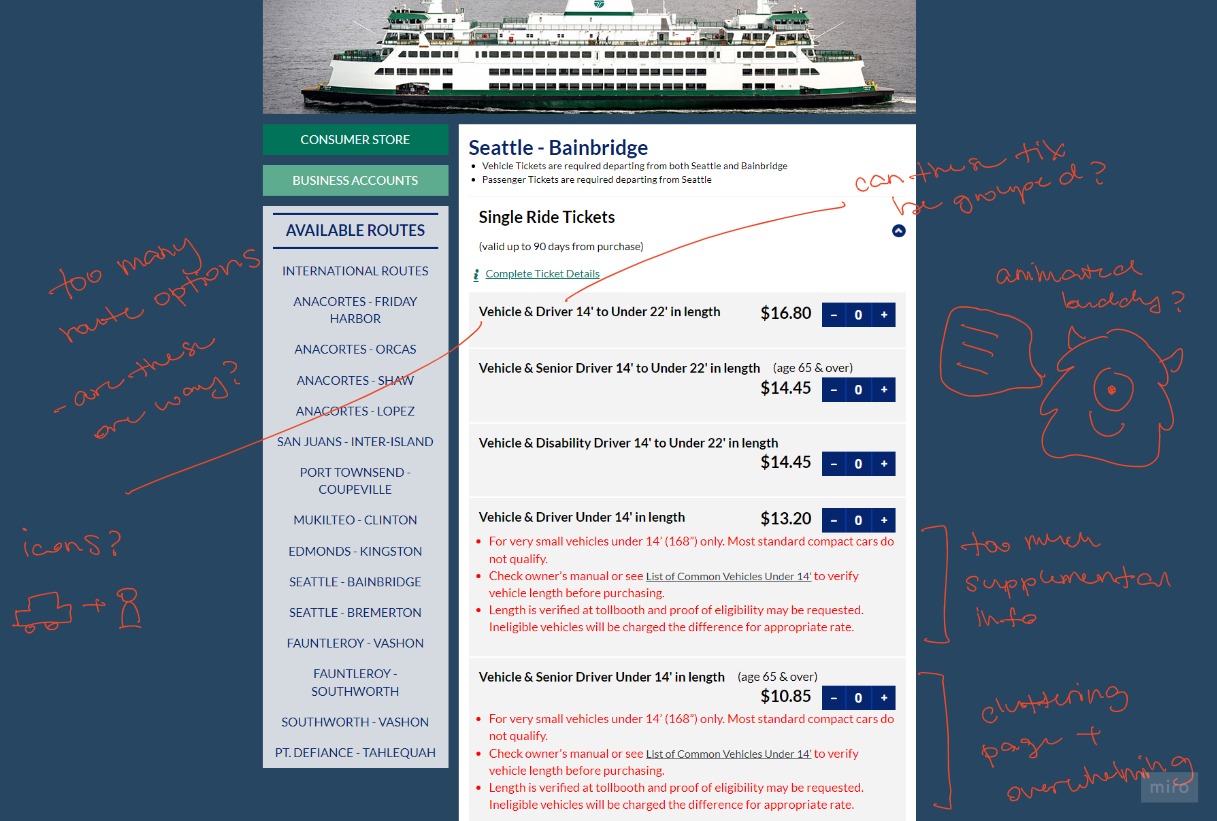 CONSUMER STORE
BUSINESS ACCOUNTS
AVAILABLE ROUTES
INTERNATIONAL ROUTES
ANACORTES - FRIDAY
HARBOR
ANACORTES - ORCAS
ANACORTES - SHAW
ANACORTES - LOPEZ
SAN JUANS - INTER-ISLAND
PORT TOWNSEND -
COUPEVILLE
MUKILTEO - CLINTON
EDMONDS - KINGSTON
SEATTLE - BAINBRIDGE
SEATTLE - BREMERTON
FAUNTLEROY - VASHON
FAUNTLEROY -
SOUTHWORTH
SOUTHWORTH - VASHON
PT. DEFIANCE - TAHLEQUAH
Seattle - Bainbridge
• Vehicle Tickets are required departing from both Seattle and Bainbridge
• Passenger Tickets are required departing from Seattle
Single Ride Tickets
(valid up to 90 days from purchase)
i Complete Ticket Details
Vehicle & Driver 14' to Under 22' in length $16.80 - 0 +
Vehicle & Senior Driver 14' to Under 22' in length (age 65 & over)
$14.45 - 0 +
Vehicle & Disability Driver 14' to Under 22' in length
$14.45 - 0 +
Vehicle & Driver Under 14' in length $13.20 - 0 +
• For very small vehicles under 14' (168") only. Most standard compact cars do
not qualify.
• Check owner's manual or see List of Common Vehicles Under 14' to verify
vehicle length before purchasing.
• Length is verified at tollbooth and proof of eligibility may be requested.
Ineligible vehicles will be charged the difference for appropriate rate.
Vehicle & Senior Driver Under 14' in length (age 65 & over)
$10.85 - 0 +
• For very small vehicles under 14' (168") only. Most standard compact cars do
not qualify.
• Check owner's manual or see List of Common Vehicles Under 14' to verify
vehicle length before purchasing.
• Length is verified at tollbooth and proof of eligibility may be requested.
Ineligible vehicles will be charged the difference for appropriate rate.
too many
route options
- are these
one way?
icons?
+
can these tix
be grouped?
animated
buddy?
too much
supplemental
info
cluttering
page +
overwhelming
miro